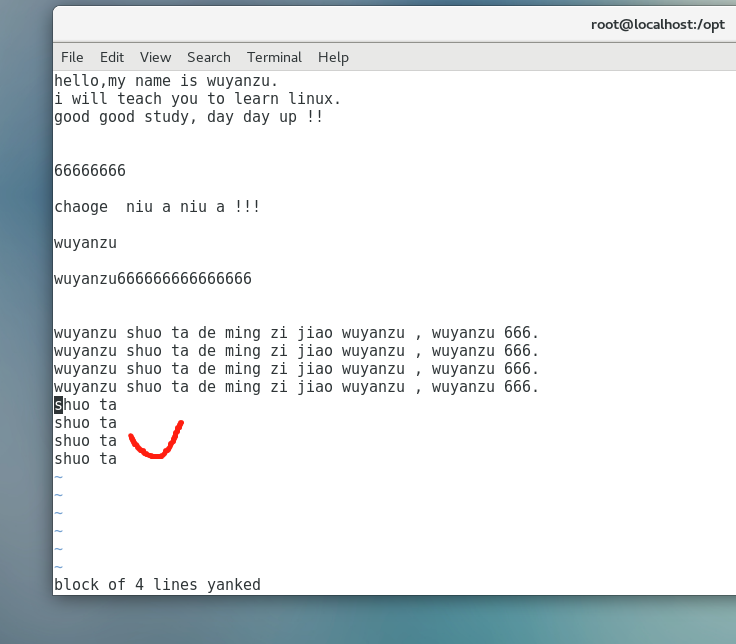 root@localhost:/opt
File Edit View Search Terminal Help
hello,my name is wuyanzu.
i will teach you to learn linux.
good good study, day day up !!
66666666
chaoge  niu a niu a !!!
wuyanzu
wuyanzu666666666666666
wuyanzu shuo ta de ming zi jiao wuyanzu , wuyanzu 666.
wuyanzu shuo ta de ming zi jiao wuyanzu , wuyanzu 666.
wuyanzu shuo ta de ming zi jiao wuyanzu , wuyanzu 666.
wuyanzu shuo ta de ming zi jiao wuyanzu , wuyanzu 666.
shuo ta
shuo ta
shuo ta
shuo ta
~
~
~
~
~
~
block of 4 lines yanked